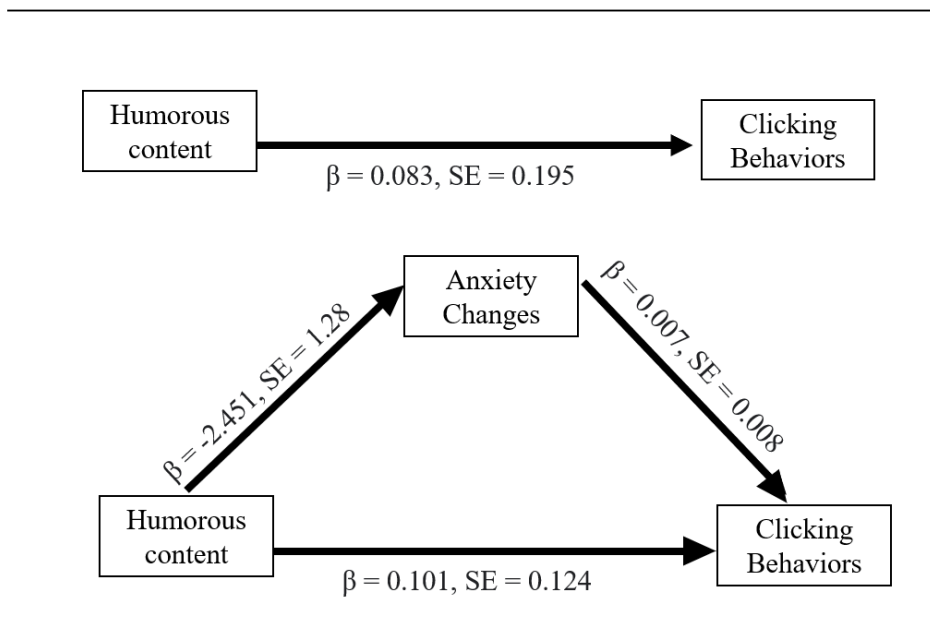 Humorous
content
Clicking
Behaviors
β = 0.083, SE = 0.195
Anxiety
Changes
β = -2.451, SE = 1.28
β = 0.007, SE = 0.008
Humorous
content
Clicking
Behaviors
β = 0.101, SE = 0.124